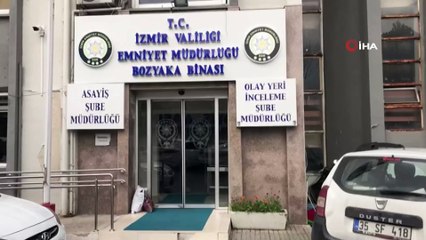 İHA
T.C.
İZMİR VALİLİĞİ
EMNİYET MÜDÜRLÜĞÜ
BOZYAKA BİNASI
ASAYİŞ
ŞUBE
MÜDÜRLÜĞÜ
OLAY YERİ
İNCELEME
ŞUBE
MÜDÜRLÜĞÜ
DUSTER
35 SF 418